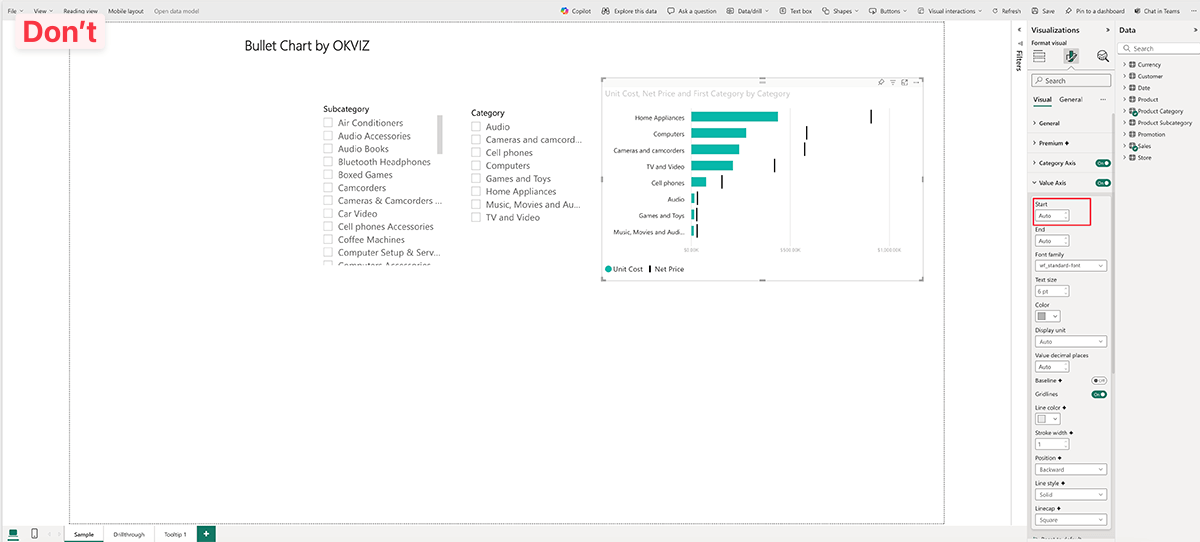 File View Reading view Mobile layout Open data model Copilot Explore this data Ask a question Data/drill Text box Shapes Buttons Visual interactions Refresh Save Pin to a dashboard Chat in Teams ...
Don't
Bullet Chart by OKVIZ
Subcategory
Air Conditioners
Audio Accessories
Audio Books
Bluetooth Headphones
Boxed Games
Camcorders
Cameras & Camcorders ...
Car Video
Cell phones Accessories
Coffee Machines
Computer Setup & Serv...
Computers Accessories
Category
Audio
Cameras and camcord...
Cell phones
Computers
Games and Toys
Home Appliances
Music, Movies and Au...
TV and Video
Unit Cost, Net Price and First Category by Category
Home Appliances
Computers
Cameras and camcorders
TV and Video
Cell phones
Audio
Games and Toys
Music, Movies and Audi...
$0.00K $500.00K $1,000.00K
Unit Cost Net Price
Filters
Visualizations
Format visual
Search
Visual General ...
General
Premium
Category Axis On
Value Axis On
Start
Auto
End
Auto
Font family
wf_standard-font
Text size
6 pt
Color
Display unit
Auto
Value decimal places
Auto
Baseline Off
Gridlines On
Line color
Stroke width
1
Position
Backward
Line style
Solid
Linecap
Square
Reset to default
Data
Search
Currency
Customer
Date
Product
Product Category
Product Subcategory
Promotion
Sales
Store
Sample Drillthrough Tooltip 1 +